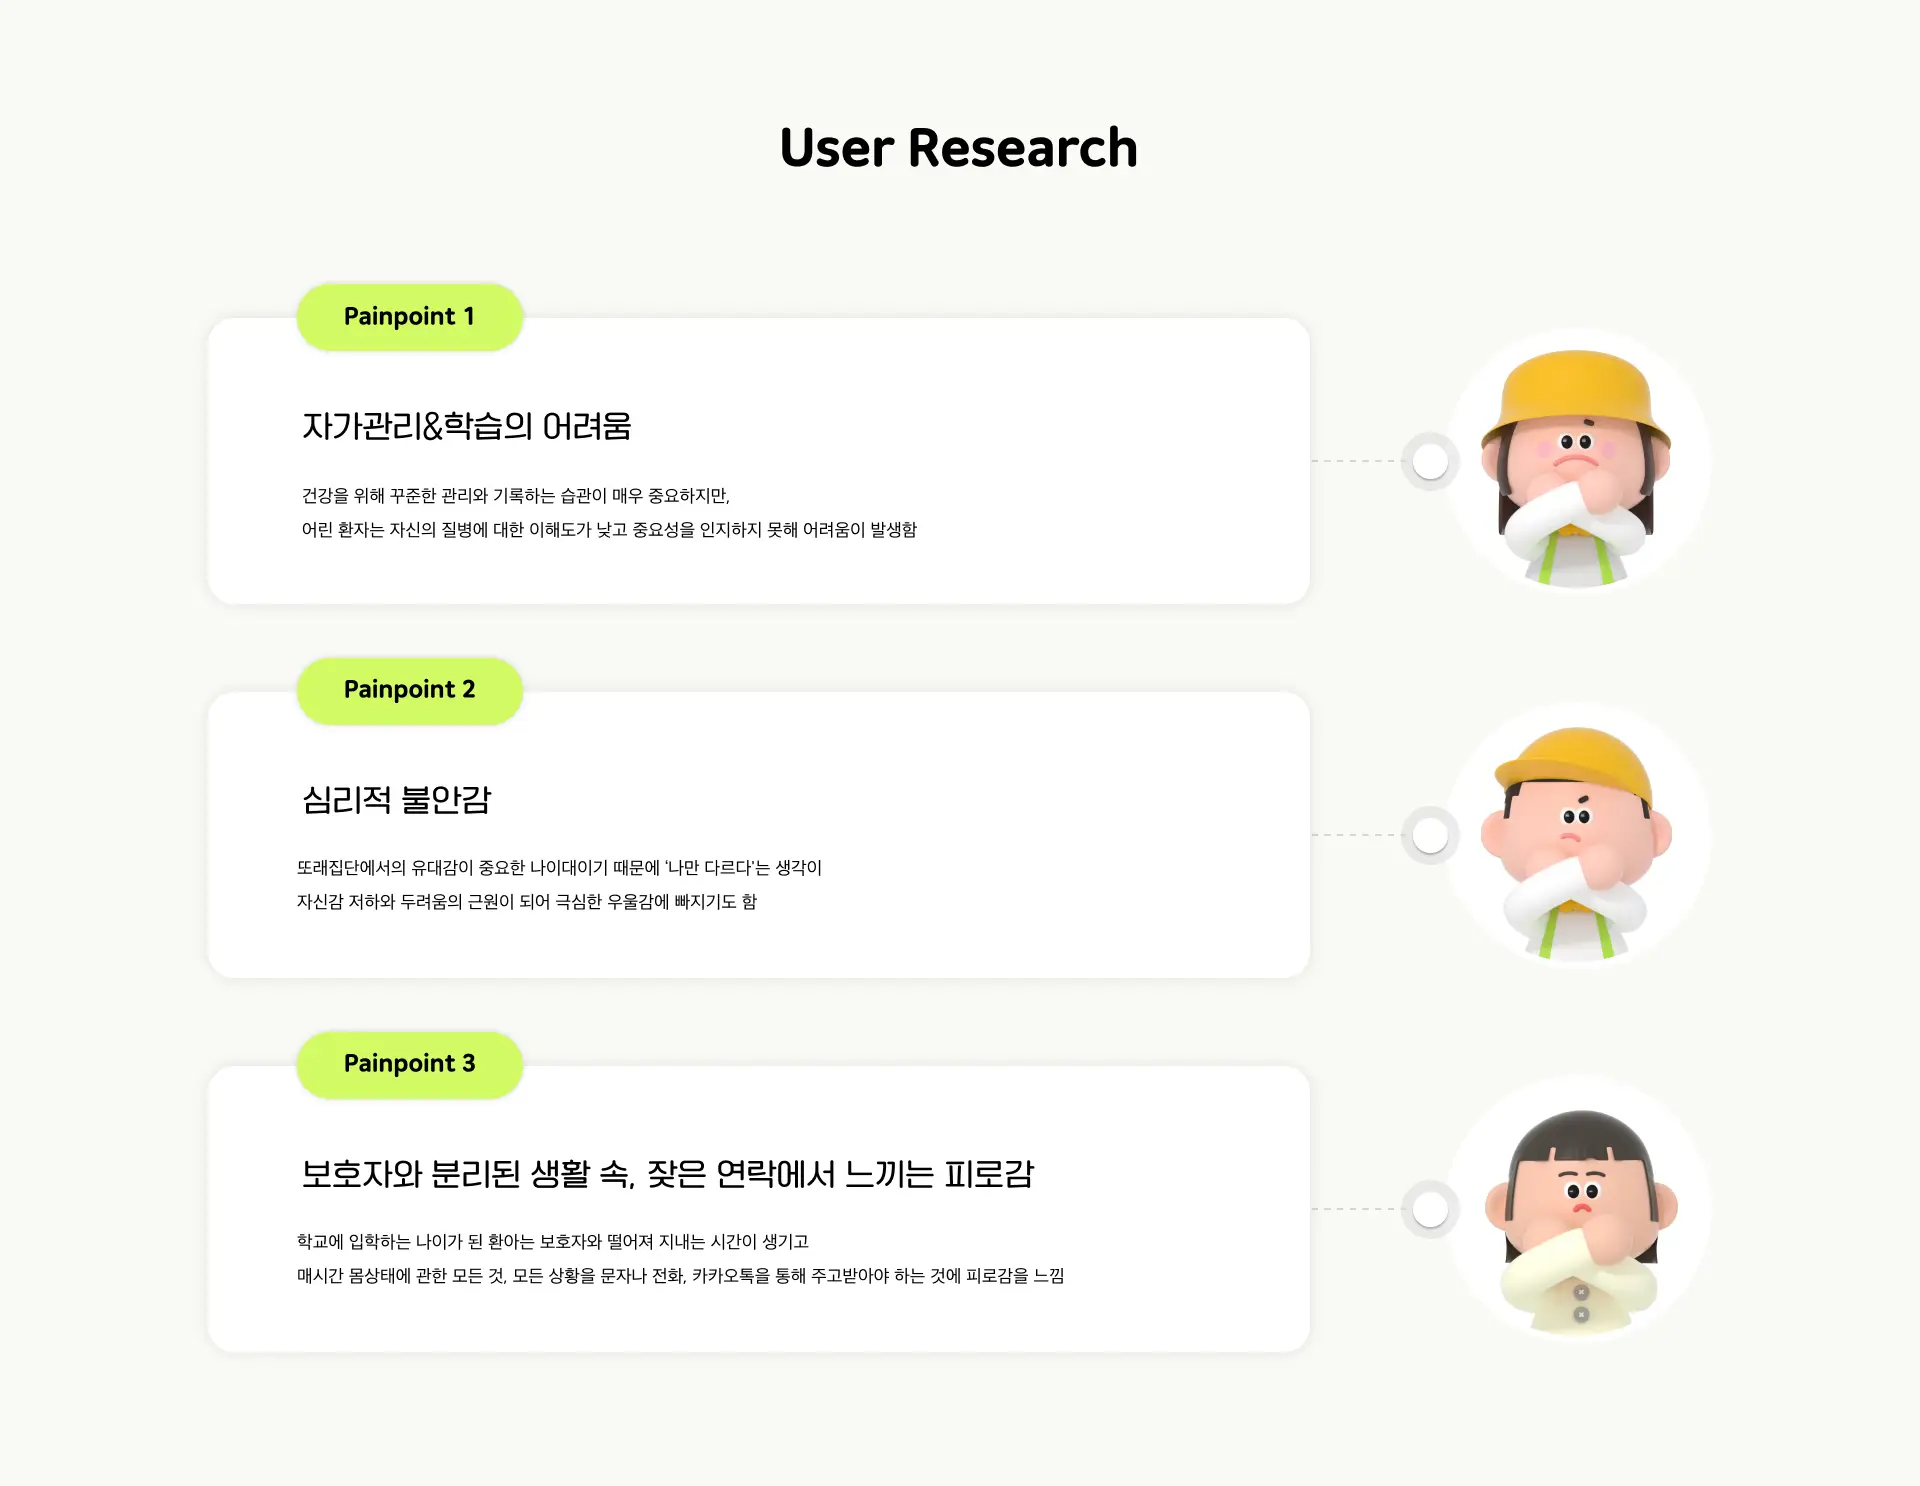 User Research
Painpoint 1
자가관리&학습의 어려움
건강을 위해 꾸준한 관리와 기록하는 습관이 매우 중요하지만,
어린 환자는 자신의 질병에 대한 이해도가 낮고 중요성을 인지하지 못해 어려움이 발생함
Painpoint 2
심리적 불안감
또래집단에서의 유대감이 중요한 나이대이기 때문에 ‘나만 다르다’는 생각이
자신감 저하와 두려움의 근원이 되어 극심한 우울감에 빠지기도 함
Painpoint 3
보호자와 분리된 생활 속, 잦은 연락에서 느끼는 피로감
학교에 입학하는 나이가 된 환아는 보호자와 떨어져 지내는 시간이 생기고
매시간 몸상태에 관한 모든 것, 모든 상황을 문자나 전화, 카카오톡을 통해 주고받아야 하는 것에 피로감을 느낌